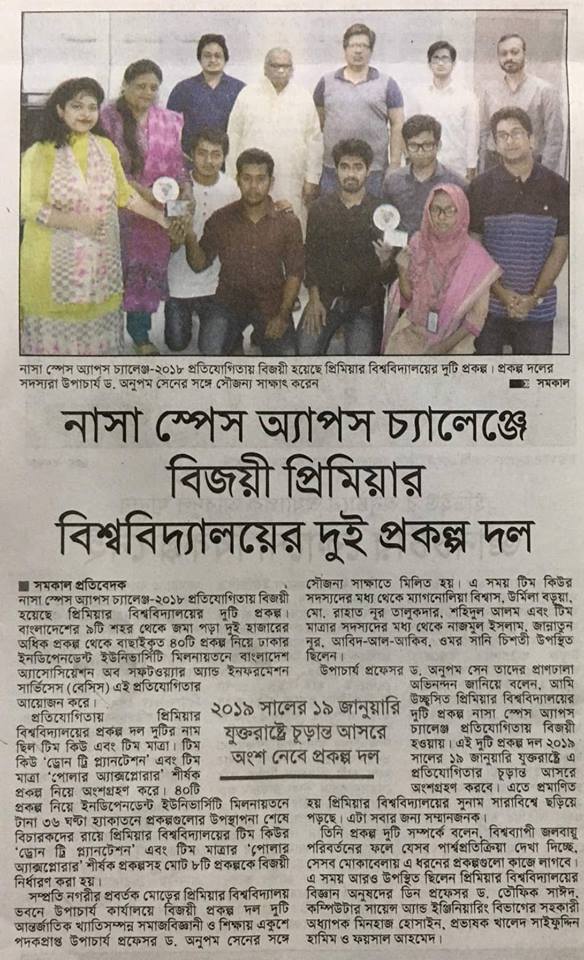 নাসা স্পেস অ্যাপস চ্যালেঞ্জ-২০১৮ প্রতিযোগিতায় বিজয়ী হয়েছে প্রিমিয়ার বিশ্ববিদ্যালয়ের দুটি প্রকল্প। প্রকল্প দলের
সদস্যরা উপাচার্য ড. অনুপম সেনের সঙ্গে সৌজন্য সাক্ষাৎ করেন
সমকাল
নাসা স্পেস অ্যাপস চ্যালেঞ্জে
বিজয়ী প্রিমিয়ার
বিশ্ববিদ্যালয়ের দুই প্রকল্প দল
সমকাল প্রতিবেদক
নাসা স্পেস অ্যাপস চ্যালেঞ্জ-২০১৮ প্রতিযোগিতায় বিজয়ী
হয়েছে প্রিমিয়ার বিশ্ববিদ্যালয়ের দুটি প্রকল্প।
বাংলাদেশের ৯টি শহর থেকে জমা পড়া দুই হাজারের
অধিক প্রকল্প থেকে বাছাইকৃত ৪০টি প্রকল্প নিয়ে ঢাকার
ইনডিপেনডেন্ট ইউনিভার্সিটি মিলনায়তনে বাংলাদেশ
অ্যাসোসিয়েশন অব সফটওয়্যার অ্যান্ড ইনফরমেশন
সার্ভিসেস (বেসিস) এই প্রতিযোগিতার
আয়োজন করে।
প্রতিযোগিতায় প্রিমিয়ার
বিশ্ববিদ্যালয়ের প্রকল্প দল দুটির নাম
ছিল টিম কিউ এবং টিম মাত্রা। টিম
কিউ 'ড্রোন ট্রি প্ল্যানটেশন' এবং টিম
মাত্রা 'পোলার অ্যাক্সপ্লোরার' শীর্ষক
প্রকল্প নিয়ে অংশগ্রহণ করে। ৪০টি
প্রকল্প নিয়ে ইনডিপেনডেন্ট ইউনিভার্সিটি মিলনায়তনে
টানা ৩৬ ঘণ্টা হ্যাকাতনে প্রকল্পগুলোর উপস্থাপনা শেষে
বিচারকদের রায়ে প্রিমিয়ার বিশ্ববিদ্যালয়ের টিম কিউর
'ড্রোন ট্রি প্ল্যানটেশন' এবং টিম মাত্রার 'পোলার
অ্যাক্সপ্লোরার' শীর্ষক প্রকল্পসহ মোট ৮টি প্রকল্পকে বিজয়ী
নির্ধারণ করা হয়।
সম্প্রতি নগরীর প্রবর্তক মোড়ের প্রিমিয়ার বিশ্ববিদ্যালয়
ভবনে উপাচার্য কার্যালয়ে বিজয়ী প্রকল্প দল দুটি
আন্তর্জাতিক খ্যাতিসম্পন্ন সমাজবিজ্ঞানী ও শিক্ষায় একুশে
পদকপ্রাপ্ত উপাচার্য প্রফেসর ড. অনুপম সেনের সঙ্গে
২০১৯ সালের ১৯ জানুয়ারি
যুক্তরাষ্ট্রে চূড়ান্ত আসরে
অংশ নেবে প্রকল্প দল
সৌজন্য সাক্ষাতে মিলিত হয়। এ সময় টিম কিউর
সদস্যদের মধ্য থেকে ম্যাগনোলিয়া বিশ্বাস, উর্মিলা বড়ুয়া,
মো. রাহাত নূর তালুকদার, শহিদুল আলম এবং টিম
মাত্রার সদস্যদের মধ্য থেকে নাজমুল ইসলাম, জান্নাতুন
নূর, আবিদ-আল-আকিব, ওমর সানি চিশতী উপস্থিত
ছিলেন।
উপাচার্য প্রফেসর ড. অনুপম সেন তাদের প্রাণঢালা
অভিনন্দন জানিয়ে বলেন, আমি
উচ্ছ্বসিত প্রিমিয়ার বিশ্ববিদ্যালয়ের
দুটি প্রকল্প নাসা স্পেস অ্যাপস
চ্যালেঞ্জ প্রতিযোগিতায় বিজয়ী
হওয়ায়। এই দুটি প্রকল্প দল ২০১৯
সালের ১৯ জানুয়ারি যুক্তরাষ্ট্রে এ
প্রতিযোগিতার চূড়ান্ত আসরে
অংশগ্রহণ করবে। এতে প্রমাণিত
হয় প্রিমিয়ার বিশ্ববিদ্যালয়ের সুনাম সারাবিশ্বে ছড়িয়ে
পড়ছে। এটা সবার জন্য সম্মানজনক।
তিনি প্রকল্প দুটি সম্পর্কে বলেন, বিশ্বব্যাপী জলবায়ু
পরিবর্তনের ফলে যেসব পার্শ্বপ্রতিক্রিয়া দেখা দিচ্ছে,
সেসব মোকাবেলায় এ ধরনের প্রকল্পগুলো কাজে লাগবে।
এ সময় আরও উপস্থিত ছিলেন প্রিমিয়ার বিশ্ববিদ্যালয়ের
বিজ্ঞান অনুষদের ডিন প্রফেসর ড. তৌফিক সাঈদ,
কম্পিউটার সায়েন্স অ্যান্ড ইঞ্জিনিয়ারিং বিভাগের সহকারী
অধ্যাপক মিনহাজ হোসাইন, প্রভাষক খালেদ সাইফুদ্দিন
হামিম ও ফয়সাল আহমেদ।